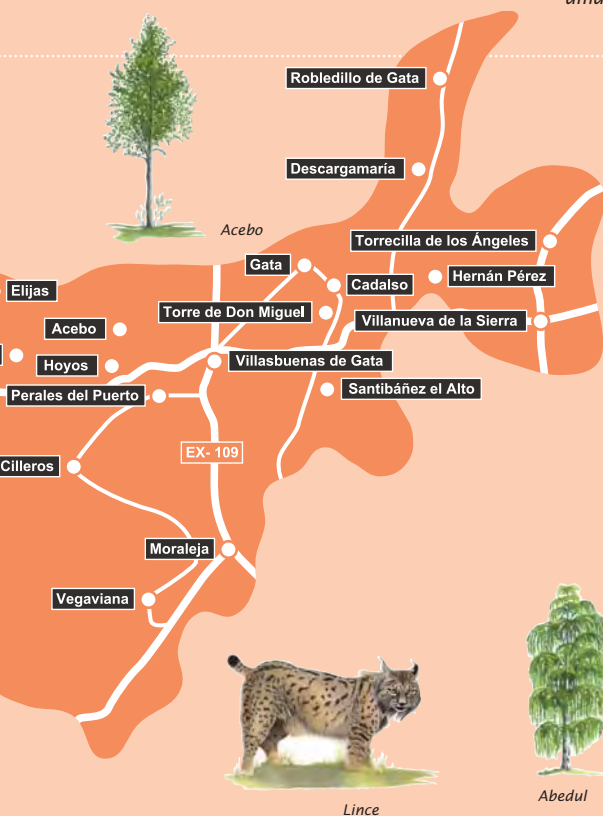 Robledillo de Gata
Descargamaría
Acebo
Torrecilla de los Ángeles
Gata
Hernán Pérez
Cadalso
Elijas
Torre de Don Miguel
Villanueva de la Sierra
Acebo
Villasbuenas de Gata
Hoyos
Santibáñez el Alto
Perales del Puerto
EX- 109
Cilleros
Moraleja
Vegaviana
Abedul
Lince